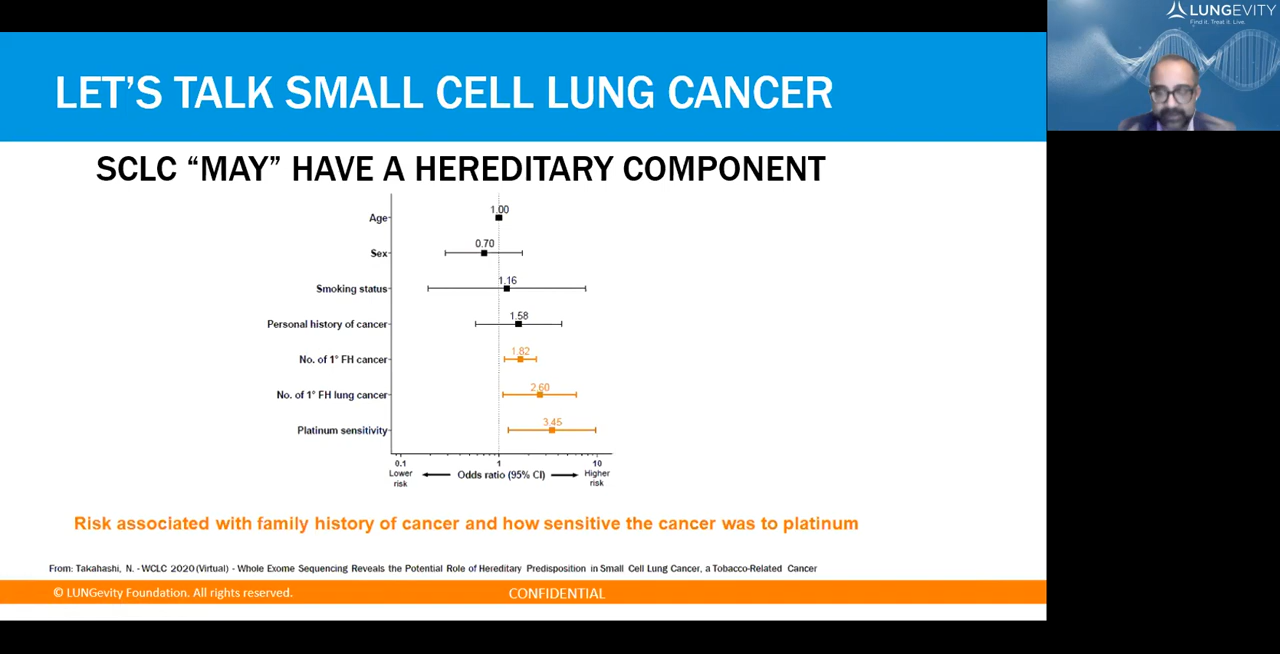 LET'S TALK SMALL CELL LUNG CANCER
LUNGEVITY
Find it. Treat it. Live.
SCLC “MAY” HAVE A HEREDITARY COMPONENT
Age
1.00
Sex
0.70
Smoking status
1.16
Personal history of cancer
1.58
No. of 1° FH cancer
1.82
No. of 1° FH lung cancer
2.60
Platinum sensitivity
3.45
0.1 1 10
Lower risk Odds ratio (95% CI) Higher risk
Risk associated with family history of cancer and how sensitive the cancer was to platinum
From: Takahashi, N. - WCLC 2020 (Virtual) - Whole Exome Sequencing Reveals the Potential Role of Hereditary Predisposition in Small Cell Lung Cancer, a Tobacco-Related Cancer
© LUNGevity Foundation. All rights reserved. CONFIDENTIAL